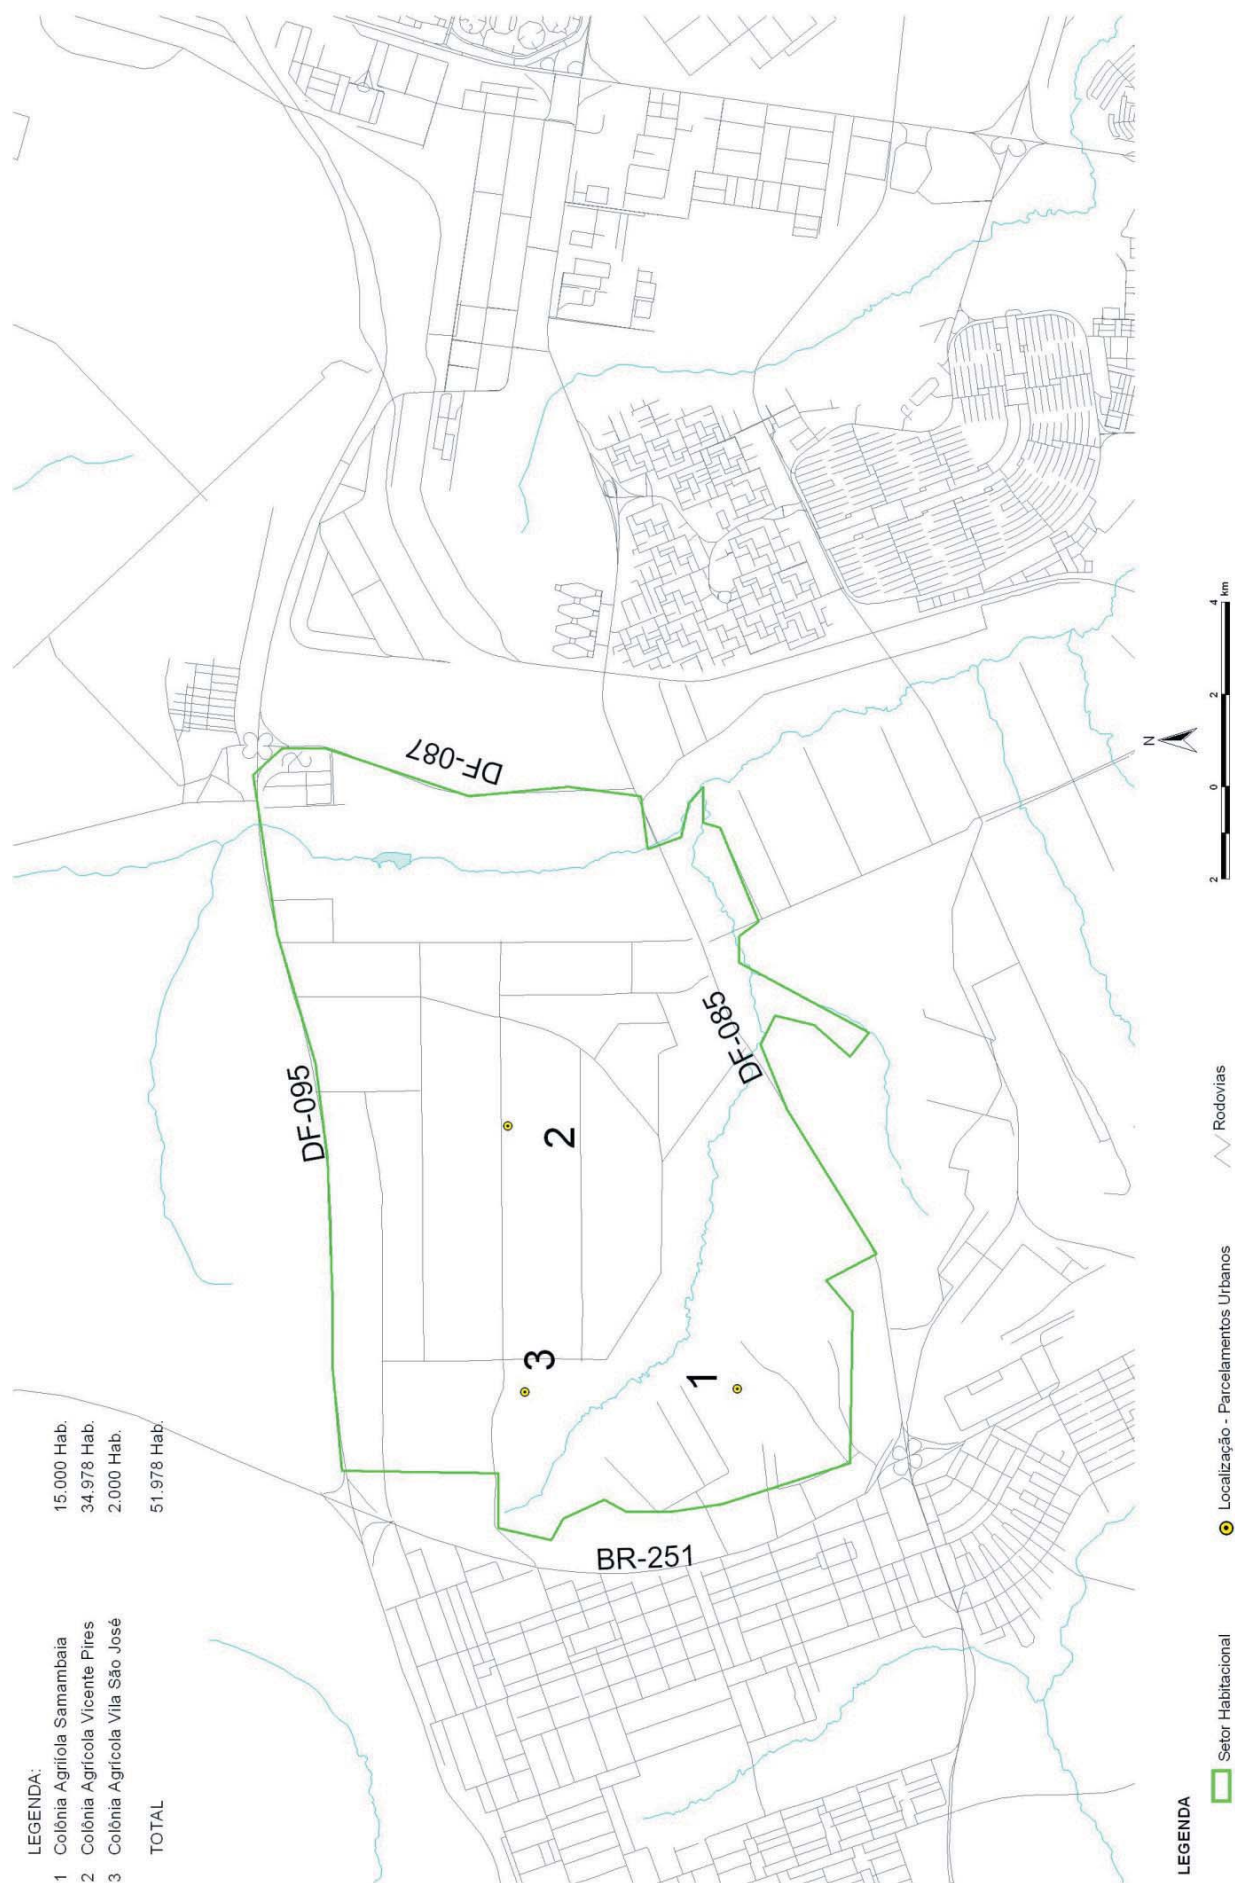 LEGENDA:
1 Colônia Agriíola Samambaia 15.000 Hab.
2 Colônia Agrícola Vicente Pires 34.978 Hab.
3 Colônia Agrícola Vila São José 2.000 Hab.
TOTAL 51.978 Hab.
DF-095
DF-087
DF-085
BR-251
1
2
3
N
2 0 2 4 km
LEGENDA
Setor Habitacional
Localização - Parcelamentos Urbanos
Rodovias